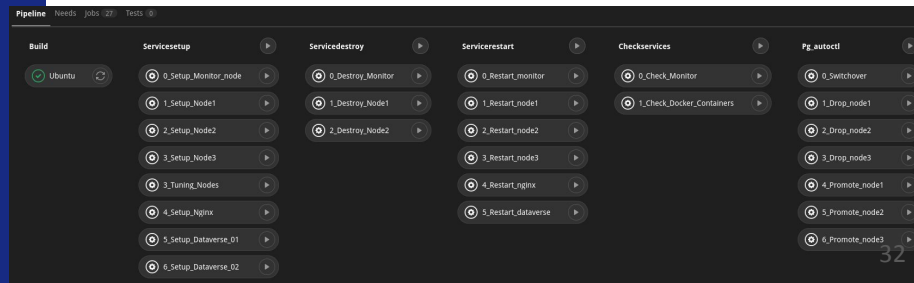 Pipeline Needs Jobs 27 Tests 0
Build
Ubuntu
Servicesetup
0_Setup_Monitor_node
1_Setup_Node1
2_Setup_Node2
3_Setup_Node3
3_Tuning_Nodes
4_Setup_Nginx
5_Setup_Dataverse_01
6_Setup_Dataverse_02
Servicedestroy
0_Destroy_Monitor
1_Destroy_Node1
2_Destroy_Node2
Servicerestart
0_Restart_monitor
1_Restart_node1
2_Restart_node2
3_Restart_node3
4_Restart_nginx
5_Restart_dataverse
Checkservices
0_Check_Monitor
1_Check_Docker_Containers
Pg_autoctl
0_Switchover
1_Drop_node1
2_Drop_node2
3_Drop_node3
4_Promote_node1
5_Promote_node2
6_Promote_node3
32